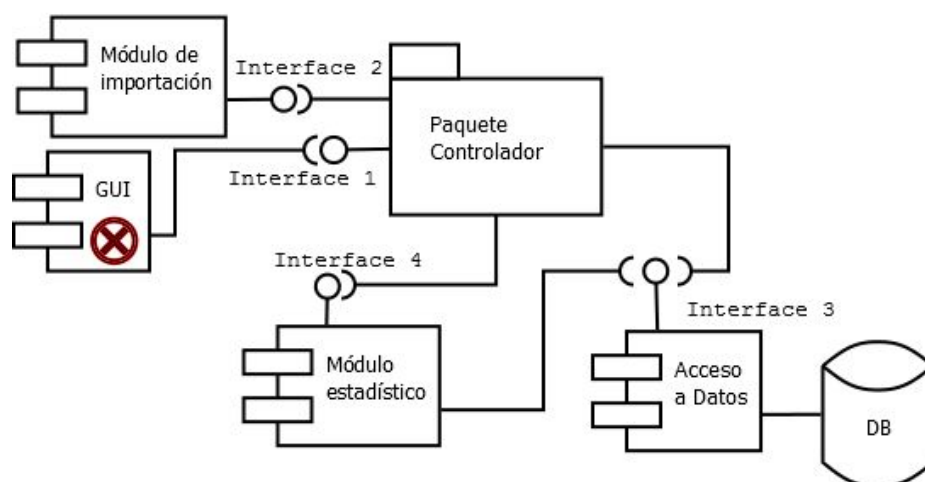 Módulo de
importación
Interface 2
Paquete
Controlador
GUI
Interface 1
Interface 4
Interface 3
Módulo
estadístico
Acceso
a Datos
DB